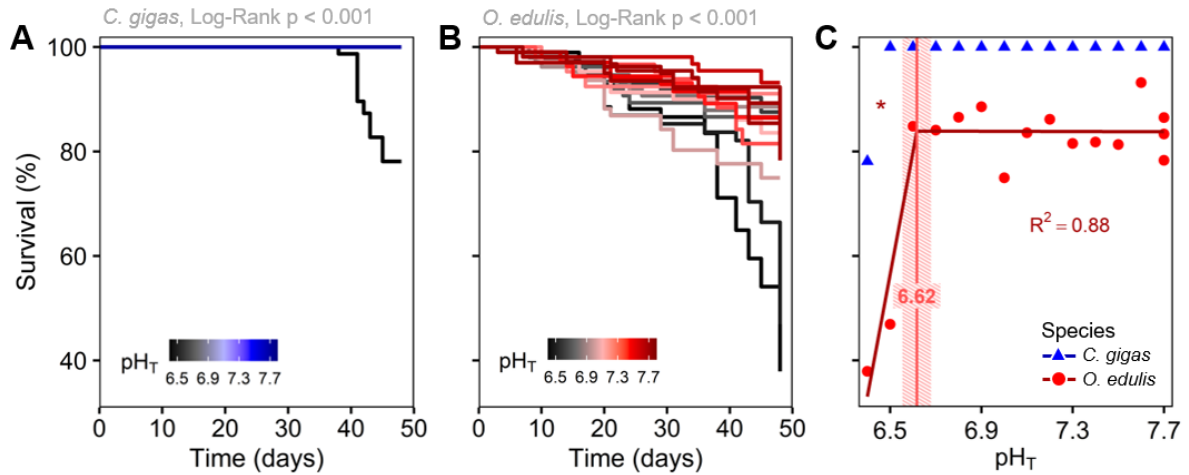 C. gigas, Log-Rank p < 0.001
O. edulis, Log-Rank p < 0.001
A
B
C
Survival (%)
100
80
60
40
pH_T
6.5 6.9 7.3 7.7
0 10 20 30 40 50
Time (days)
pH_T
6.5 6.9 7.3 7.7
0 10 20 30 40 50
Time (days)
*
R² = 0.88
6.62
Species
C. gigas
O. edulis
6.5 6.9 7.3 7.7
pH_T